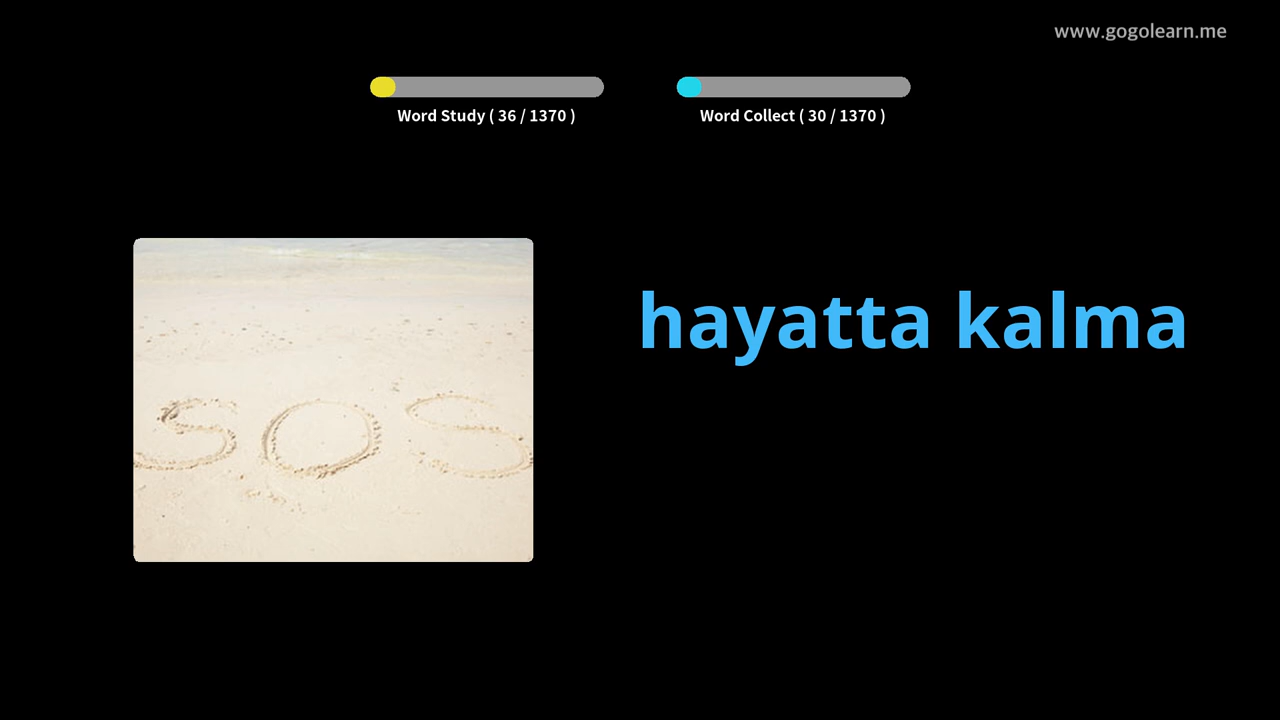 www.gogolearn.me
Word Study ( 36 / 1370 )
Word Collect ( 30 / 1370 )
hayatta kalma
SOS